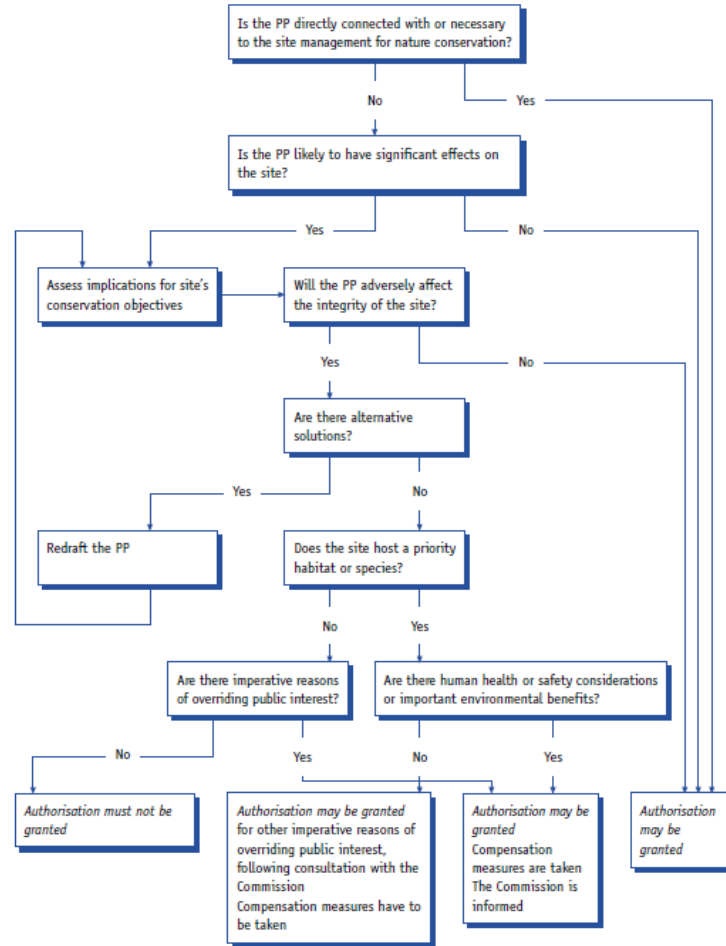 Is the PP directly connected with or necessary
to the site management for nature conservation?
No
Yes
Is the PP likely to have significant effects on
the site?
Yes
No
Assess implications for site's
conservation objectives
Will the PP adversely affect
the integrity of the site?
Yes
No
Are there alternative
solutions?
Yes
No
Redraft the PP
Does the site host a priority
habitat or species?
No
Yes
Are there imperative reasons
of overriding public interest?
Are there human health or safety considerations
or important environmental benefits?
No
Yes
No
Yes
Authorisation must not be
granted
Authorisation may be granted
for other imperative reasons of
overriding public interest,
following consultation with the
Commission
Compensation measures have to
be taken
Authorisation may be
granted
Compensation
measures are taken
The Commission is
informed
Authorisation
may be
granted